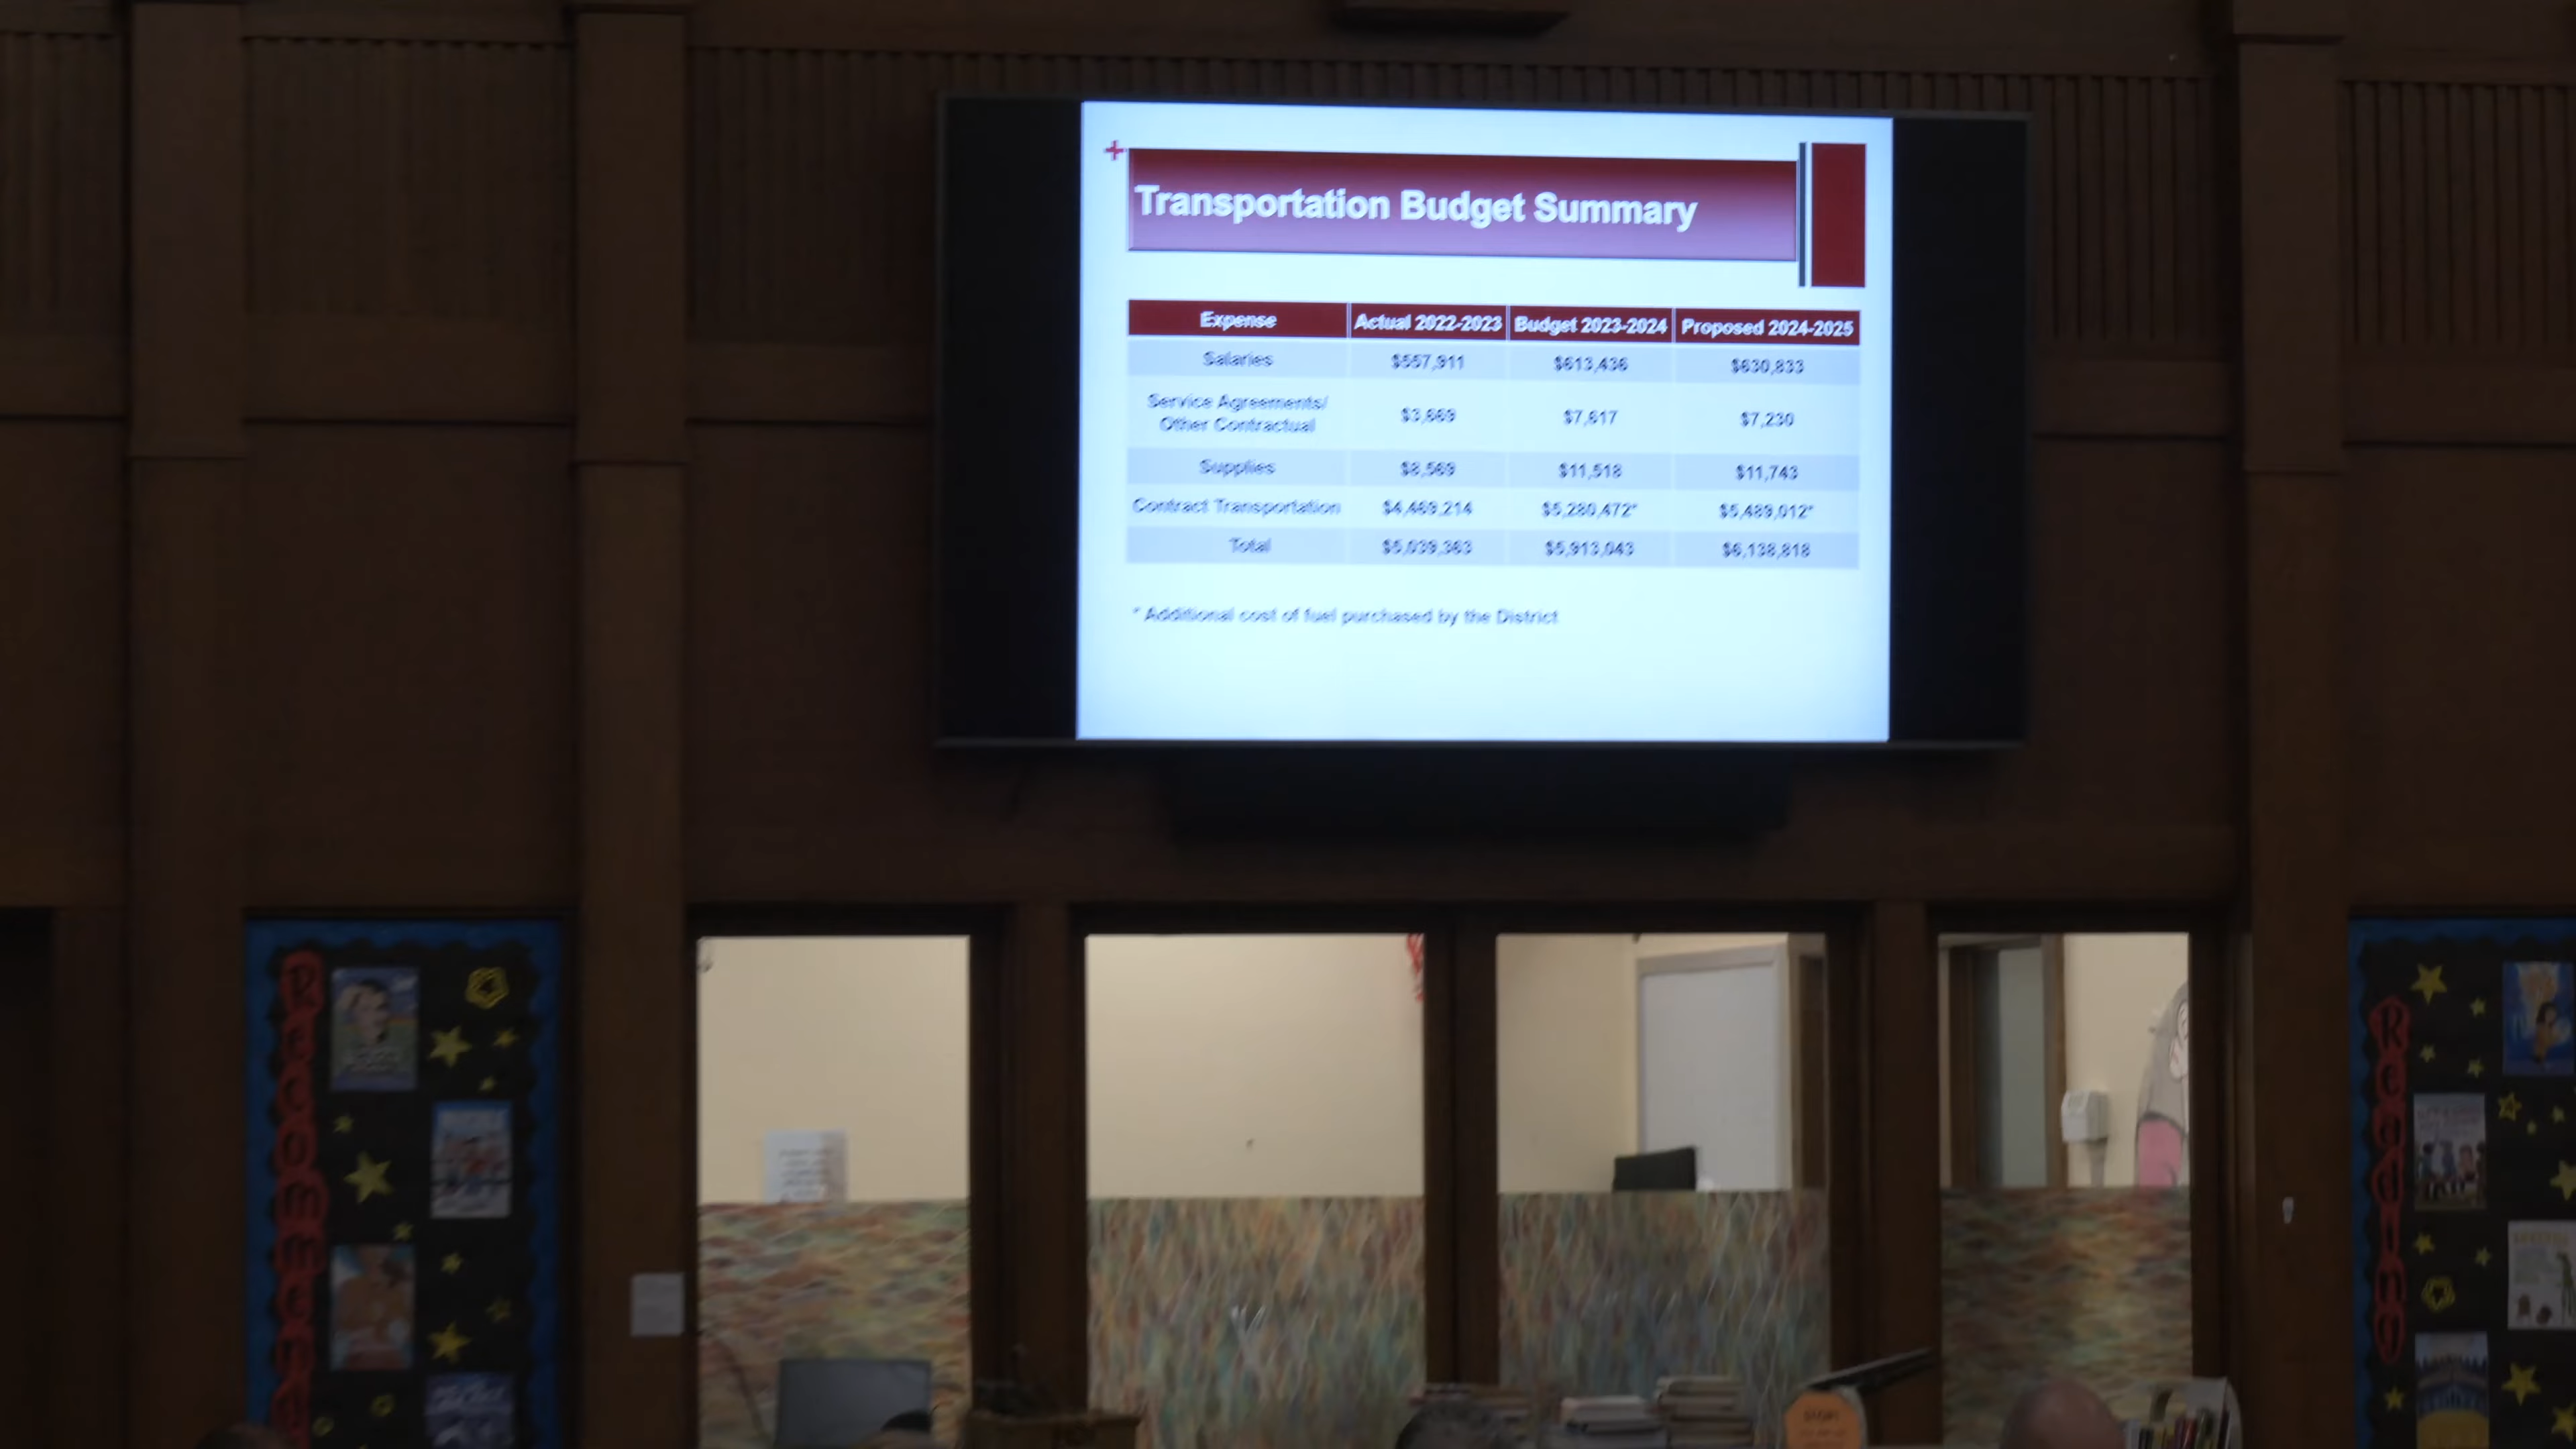 Transportation Budget Summary
Expense Actual 2022-2023 Budget 2023-2024 Proposed 2024-2025
Salaries $557,911 $613,436 $630,833
Service Agreements/
Other Contractual $3,669 $7,617 $7,230
Supplies $8,569 $11,518 $11,743
Contract Transportation $4,469,214 $5,280,472* $5,489,012*
Total $5,039,363 $5,913,043 $6,138,818
* Additional cost of fuel purchased by the District
Recommend
Reading